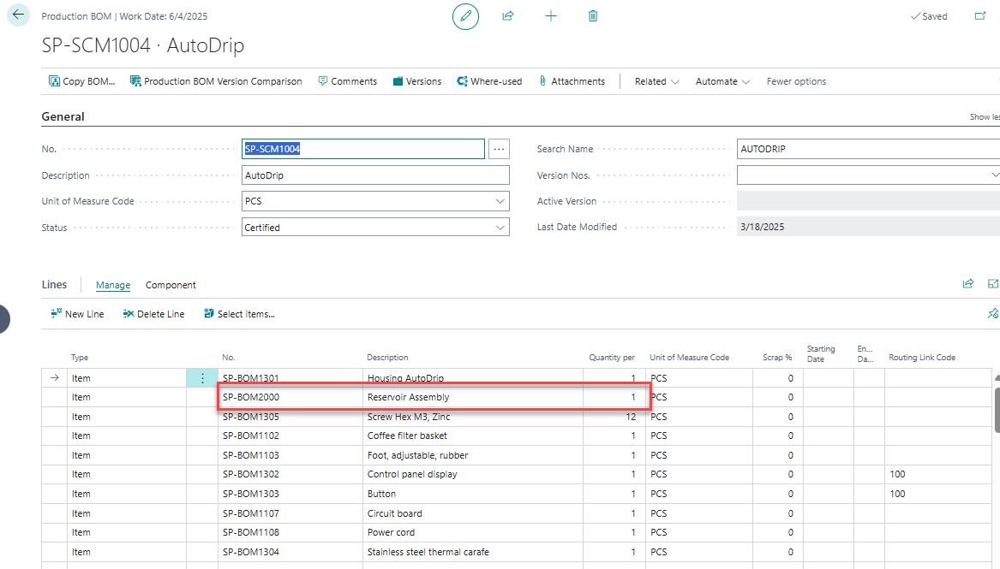 Production BOM | Work Date: 6/4/2025
Saved
SP-SCM1004 · AutoDrip
Copy BOM... Production BOM Version Comparison Comments Versions Where-used Attachments Related Automate Fewer options
General
Show les
No. SP-SCM1004 ... Search Name AUTODRIP
Description AutoDrip Version Nos.
Unit of Measure Code PCS Active Version
Status Certified Last Date Modified 3/18/2025
Lines Manage Component
New Line Delete Line Select items...
Type No. Description Quantity per Unit of Measure Code Scrap % Starting Date En... Da... Routing Link Code
Item SP-BOM1301 Housing AutoDrip 1 PCS 0
Item SP-BOM2000 Reservoir Assembly 1 PCS 0
Item SP-BOM1305 Screw Hex M3, Zinc 12 PCS 0
Item SP-BOM1102 Coffee filter basket 1 PCS 0
Item SP-BOM1103 Foot, adjustable, rubber 1 PCS 0
Item SP-BOM1302 Control panel display 1 PCS 0 100
Item SP-BOM1303 Button 1 PCS 0 100
Item SP-BOM1107 Circuit board 1 PCS 0
Item SP-BOM1108 Power cord 1 PCS 0
Item SP-BOM1304 Stainless steel thermal carafe 1 PCS 0